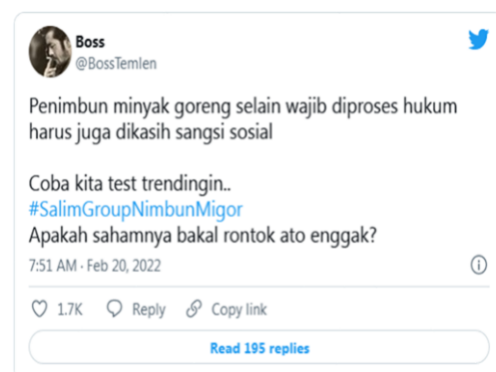 Boss
@BossTemlen
Penimbun minyak goreng selain wajib diproses hukum
harus juga dikasih sangsi sosial
Coba kita test trendingin..
#SalimGroupNimbunMigor
Apakah sahamnya bakal rontok ato enggak?
7:51 AM · Feb 20, 2022
1.7K Reply Copy link
Read 195 replies